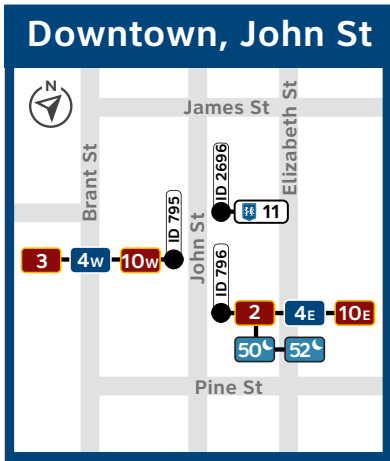 Downtown, John St
N
James St
Elizabeth St
Brant St
ID 2696
11
ID 795
John St
3 4W 10W
ID 796
2 4E 10E
50 52
Pine St